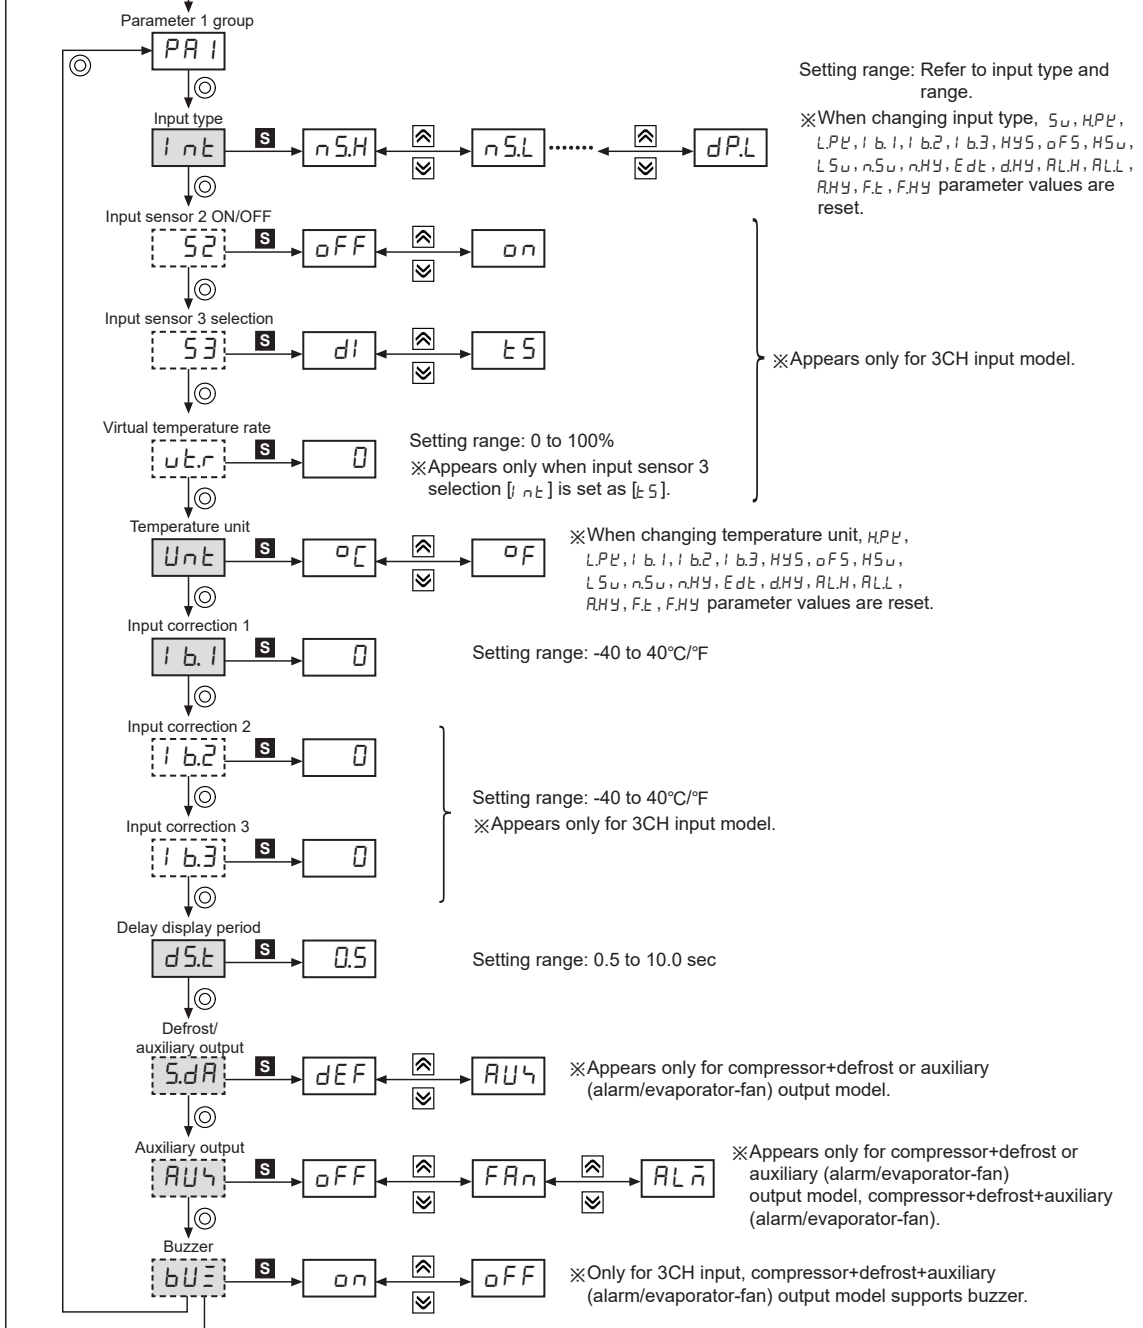 Parameter 1 group
PA1
Input type
Int S nS.H nS.L dP.L
Setting range: Refer to input type and
range.
※When changing input type, Su, H.PV,
L.PV, Ib.1, Ib.2, Ib.3, HYS, oFS, HSu,
LSu, n.Su, n.HY, Edt, d.HY, AL.H, AL.L,
A.HY, F.t, F.HY parameter values are
reset.
Input sensor 2 ON/OFF
S2 S oFF on
Input sensor 3 selection
S3 S dI tS
※Appears only for 3CH input model.
Virtual temperature rate
ut.r S 0
Setting range: 0 to 100%
※Appears only when input sensor 3
selection [Int] is set as [tS].
Temperature unit
Unt S °C °F
※When changing temperature unit, H.PV,
L.PV, Ib.1, Ib.2, Ib.3, HYS, oFS, HSu,
LSu, n.Su, n.HY, Edt, d.HY, AL.H, AL.L,
A.HY, F.t, F.HY parameter values are reset.
Input correction 1
Ib.1 S 0
Setting range: -40 to 40℃/℉
Input correction 2
Ib.2 S 0
Setting range: -40 to 40℃/℉
※Appears only for 3CH input model.
Input correction 3
Ib.3 S 0
Delay display period
dS.t S 0.5
Setting range: 0.5 to 10.0 sec
Defrost/
auxiliary output
S.dA S dEF AUX
※Appears only for compressor+defrost or auxiliary
(alarm/evaporator-fan) output model.
Auxiliary output
AUX S oFF FAn ALM
※Appears only for compressor+defrost or
auxiliary (alarm/evaporator-fan)
output model, compressor+defrost+auxiliary
(alarm/evaporator-fan).
Buzzer
bUZ S on oFF
※Only for 3CH input, compressor+defrost+auxiliary
(alarm/evaporator-fan) output model supports buzzer.